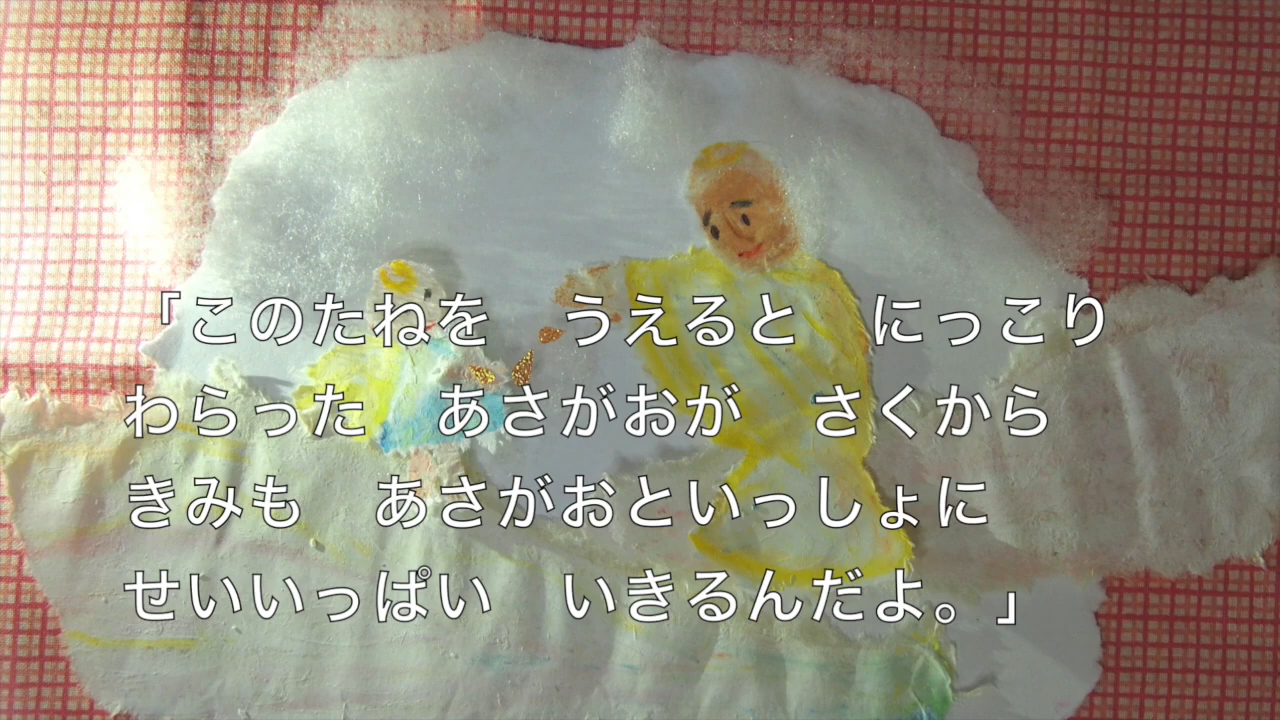 「このたねを　うえると　にっこり
わらった　あさがおが　さくから
きみも　あさがおといっしょに
せいいっぱい　いきるんだよ。」